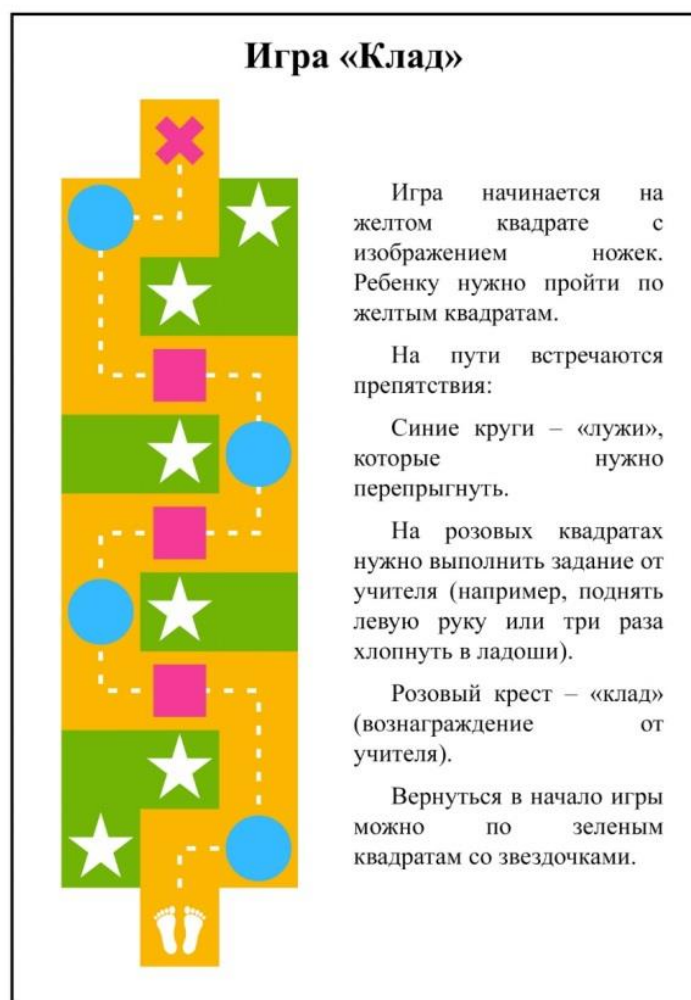 Игра «Клад»
Игра начинается на
желтом квадрате с
изображением ножек.
Ребенку нужно пройти по
желтым квадратам.
На пути встречаются
препятствия:
Синие круги – «лужи»,
которые нужно
перепрыгнуть.
На розовых квадратах
нужно выполнить задание от
учителя (например, поднять
левую руку или три раза
хлопнуть в ладоши).
Розовый крест – «клад»
(вознаграждение от
учителя).
Вернуться в начало игры
можно по зеленым
квадратам со звездочками.